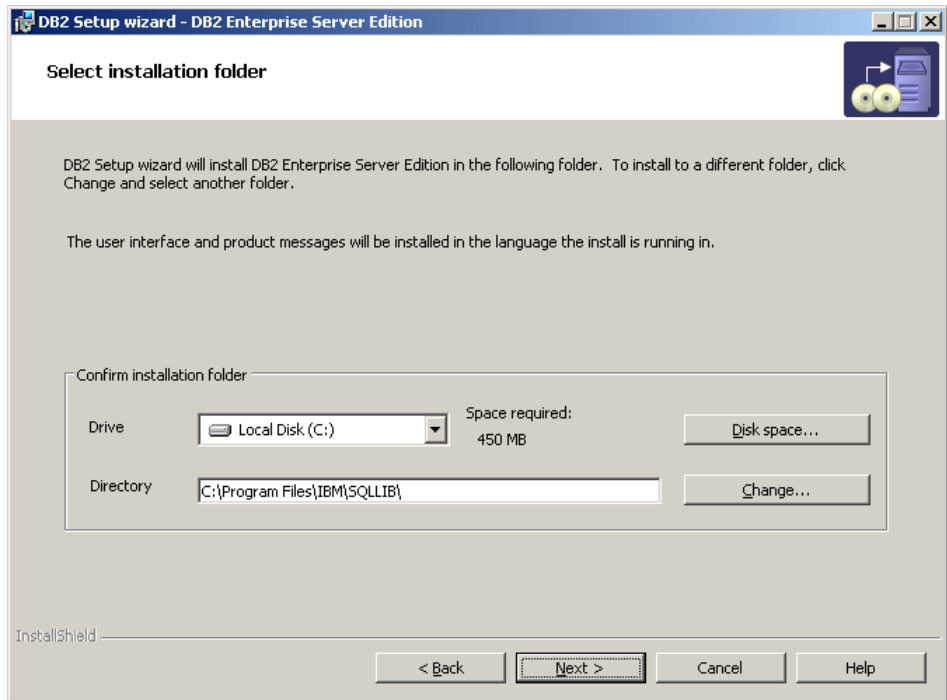 DB2 Setup wizard - DB2 Enterprise Server Edition
Select installation folder
DB2 Setup wizard will install DB2 Enterprise Server Edition in the following folder. To install to a different folder, click
Change and select another folder.
The user interface and product messages will be installed in the language the install is running in.
Confirm installation folder
Drive
Local Disk (C:)
Space required:
450 MB
Disk space...
Directory
C:\Program Files\IBM\SQLLIB\
Change...
InstallShield
< Back
Next >
Cancel
Help